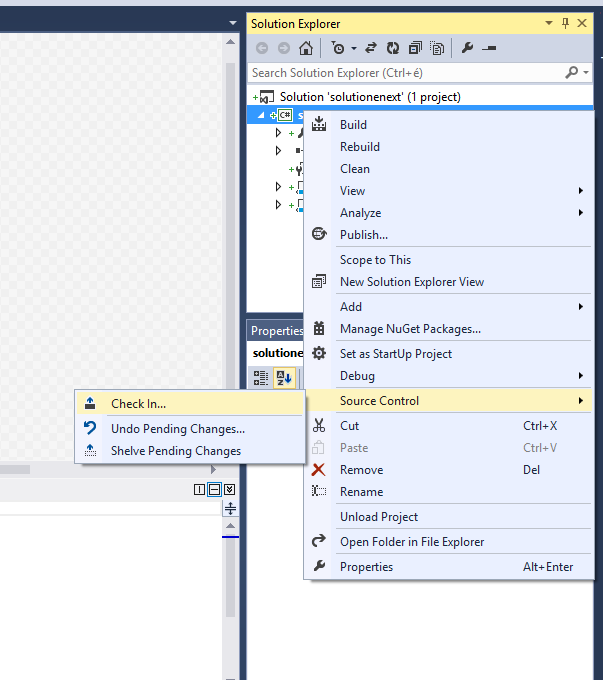 Solution Explorer
Search Solution Explorer (Ctrl+é)
Solution 'solutionenext' (1 project)
C#
Build
Rebuild
Clean
View
Analyze
Publish...
Scope to This
New Solution Explorer View
Add
Manage NuGet Packages...
Set as StartUp Project
Debug
Source Control
Cut Ctrl+X
Paste Ctrl+V
Remove Del
Rename
Unload Project
Open Folder in File Explorer
Properties Alt+Enter
Properties
solutione
Check In...
Undo Pending Changes...
Shelve Pending Changes